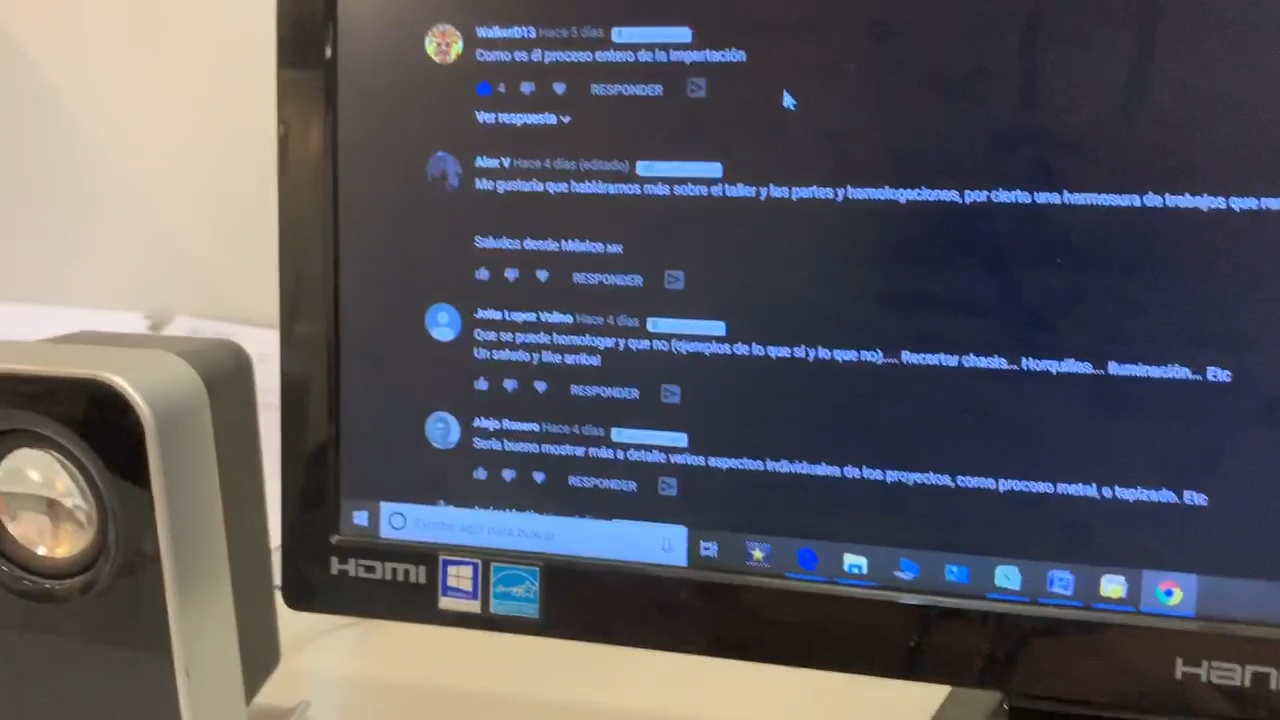 WalkerD13 Hace 5 días
Como es él proceso entero de la importación
4 RESPONDER
Ver respuesta
Alex V Hace 4 días (editado)
Me gustaría que habláramos más sobre el taller y las partes y homologaciones, por cierto una hermosura de trabajos que
Saludos desde México MX
RESPONDER
Lopez Hace 4 días
Que se puede homologar y que no (ejemplos de lo que si y lo que no).... Recortar chasis... Horquillas... Iluminación... Etc
Un saludo y like arriba!
RESPONDER
Alejo Hace 4 días
Sería bueno mostrar más a detalle varios aspectos individuales de los proyectos, como proceso metal, o tapizado. Etc
RESPONDER
Escribe aquí para buscar
HDMI